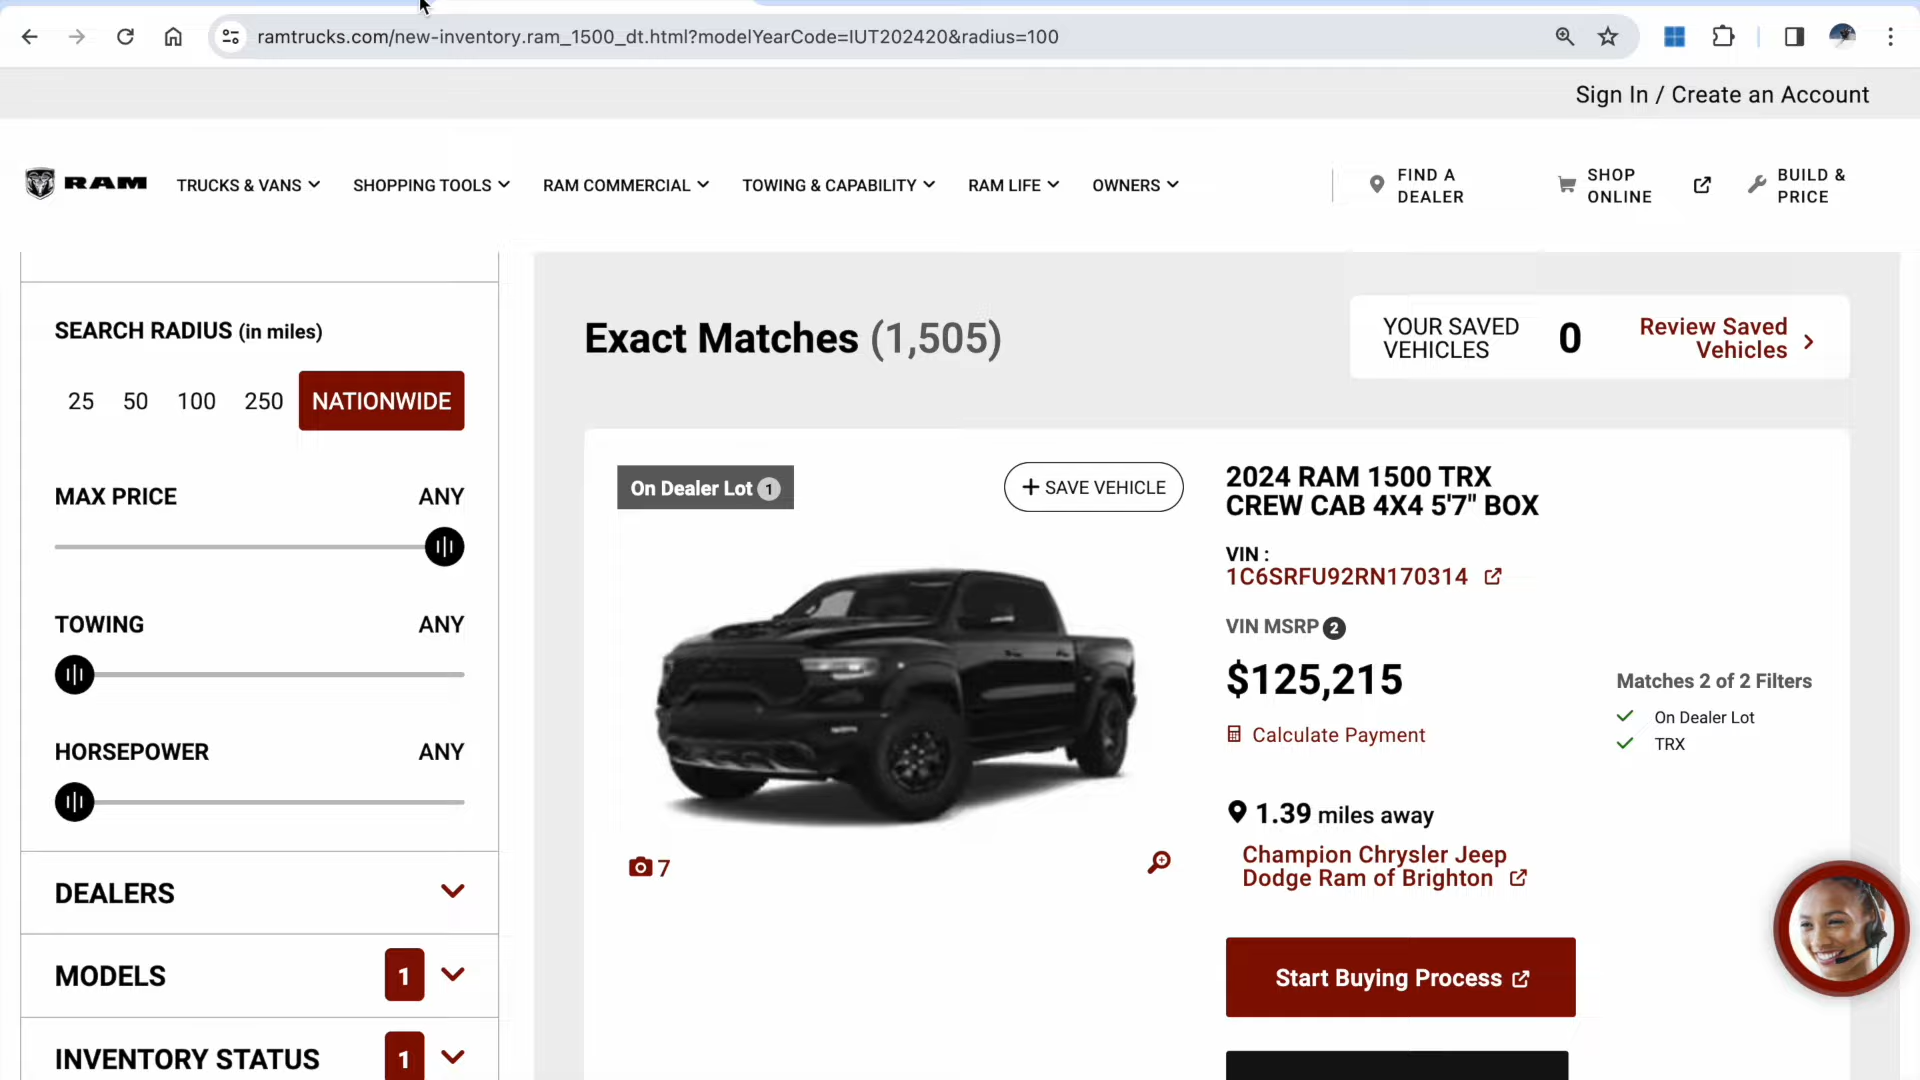 ramtrucks.com/new-inventory.ram_1500_dt.html?modelYearCode=IUT202420&radius=100
Sign In / Create an Account
RAM
TRUCKS & VANS
SHOPPING TOOLS
RAM COMMERCIAL
TOWING & CAPABILITY
RAM LIFE
OWNERS
FIND A
DEALER
SHOP
ONLINE
BUILD &
PRICE
SEARCH RADIUS (in miles)
25 50 100 250 NATIONWIDE
MAX PRICE ANY
TOWING ANY
HORSEPOWER ANY
DEALERS
MODELS 1
INVENTORY STATUS 1
Exact Matches (1,505)
YOUR SAVED
VEHICLES
0
Review Saved
Vehicles
On Dealer Lot 1
+ SAVE VEHICLE
7
2024 RAM 1500 TRX
CREW CAB 4X4 5'7" BOX
VIN :
1C6SRFU92RN170314
VIN MSRP 2
$125,215
Calculate Payment
Matches 2 of 2 Filters
On Dealer Lot
TRX
1.39 miles away
Champion Chrysler Jeep
Dodge Ram of Brighton
Start Buying Process